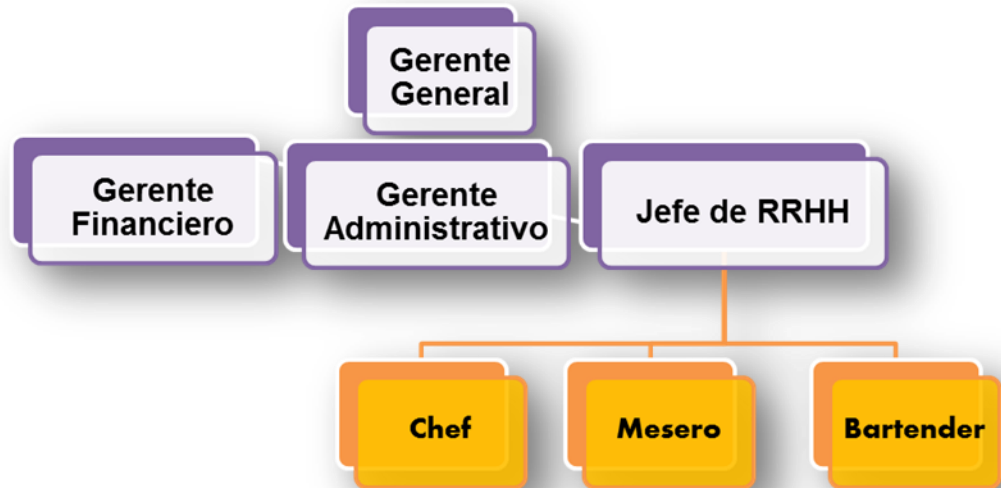 Gerente
General
Gerente
Financiero
Gerente
Administrativo
Jefe de RRHH
Chef
Mesero
Bartender